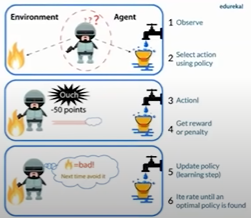 edureka!
Environment
Agent
??
1 Observe
2 Select action
using policy
Ouch
-50 points
3 Action!
4 Get reward
or penalty
=bad!
Next time avoid it
5 Update policy
(learning step)
6 Ite rate until an
optimal policy is found